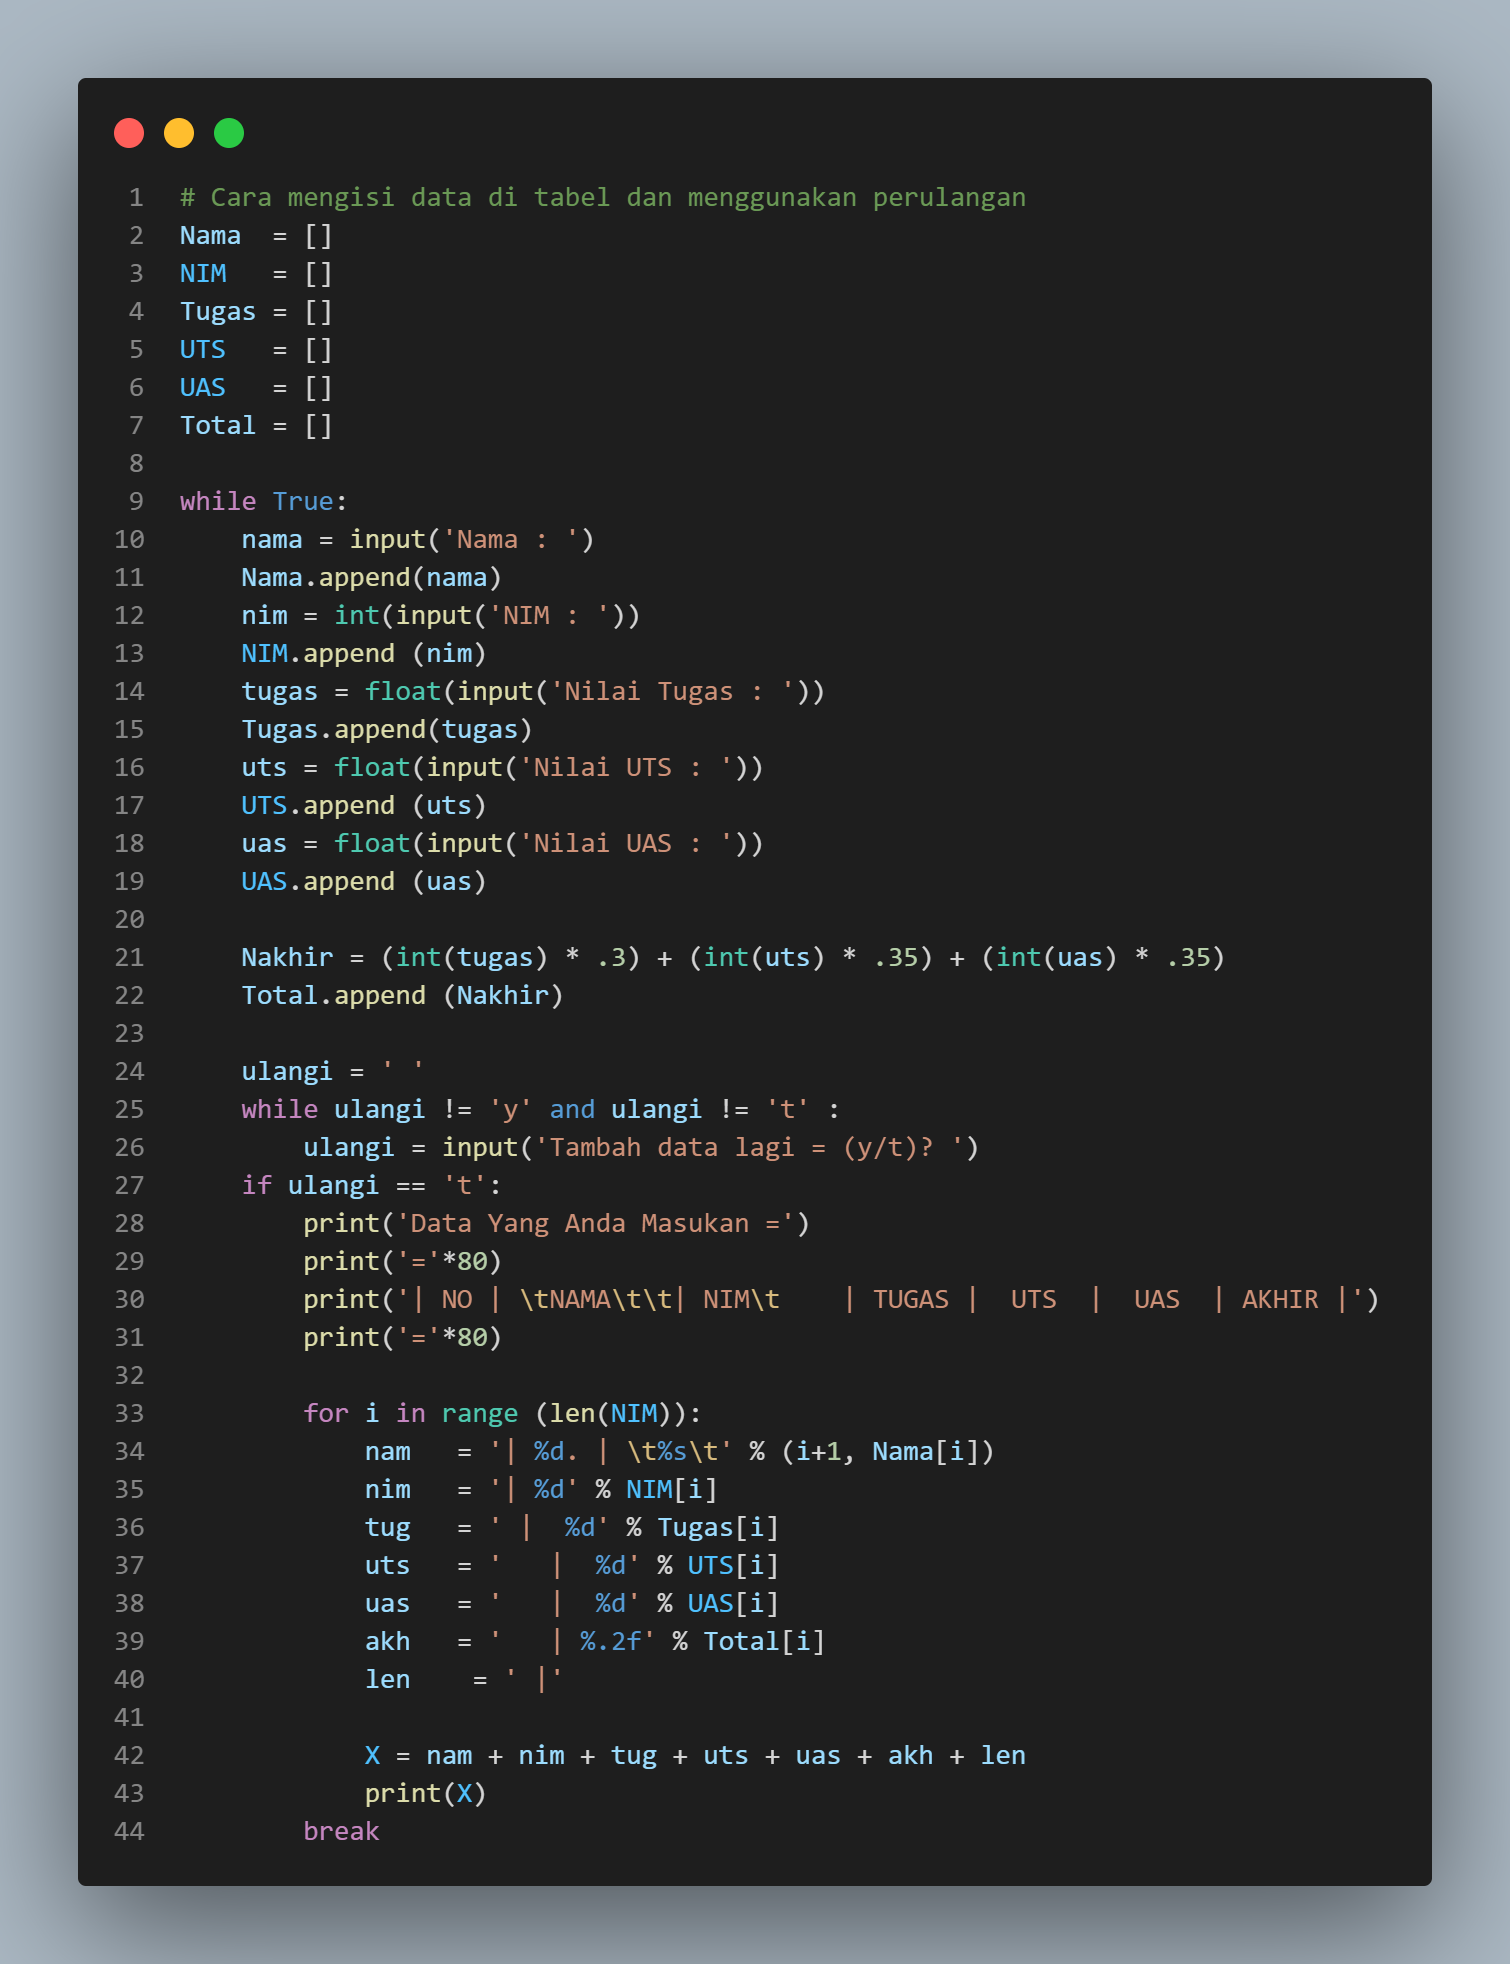 1 # Cara mengisi data di tabel dan menggunakan perulangan
2 Nama  = []
3 NIM   = []
4 Tugas = []
5 UTS   = []
6 UAS   = []
7 Total = []
8
9 while True:
10     nama = input('Nama : ')
11     Nama.append(nama)
12     nim = int(input('NIM : '))
13     NIM.append (nim)
14     tugas = float(input('Nilai Tugas : '))
15     Tugas.append(tugas)
16     uts = float(input('Nilai UTS : '))
17     UTS.append (uts)
18     uas = float(input('Nilai UAS : '))
19     UAS.append (uas)
20
21     Nakhir = (int(tugas) * .3) + (int(uts) * .35) + (int(uas) * .35)
22     Total.append (Nakhir)
23
24     ulangi = ' '
25     while ulangi != 'y' and ulangi != 't' :
26         ulangi = input('Tambah data lagi = (y/t)? ')
27     if ulangi == 't':
28         print('Data Yang Anda Masukan =')
29         print('='*80)
30         print('| NO | \tNAMA\t\t| NIM\t    | TUGAS |  UTS  |  UAS  | AKHIR |')
31         print('='*80)
32
33         for i in range (len(NIM)):
34             nam   = '| %d. | \t%s\t' % (i+1, Nama[i])
35             nim   = '| %d' % NIM[i]
36             tug   = ' |  %d' % Tugas[i]
37             uts   = '   |  %d' % UTS[i]
38             uas   = '   |  %d' % UAS[i]
39             akh   = '   | %.2f' % Total[i]
40             len    = ' |'
41
42             X = nam + nim + tug + uts + uas + akh + len
43             print(X)
44         break